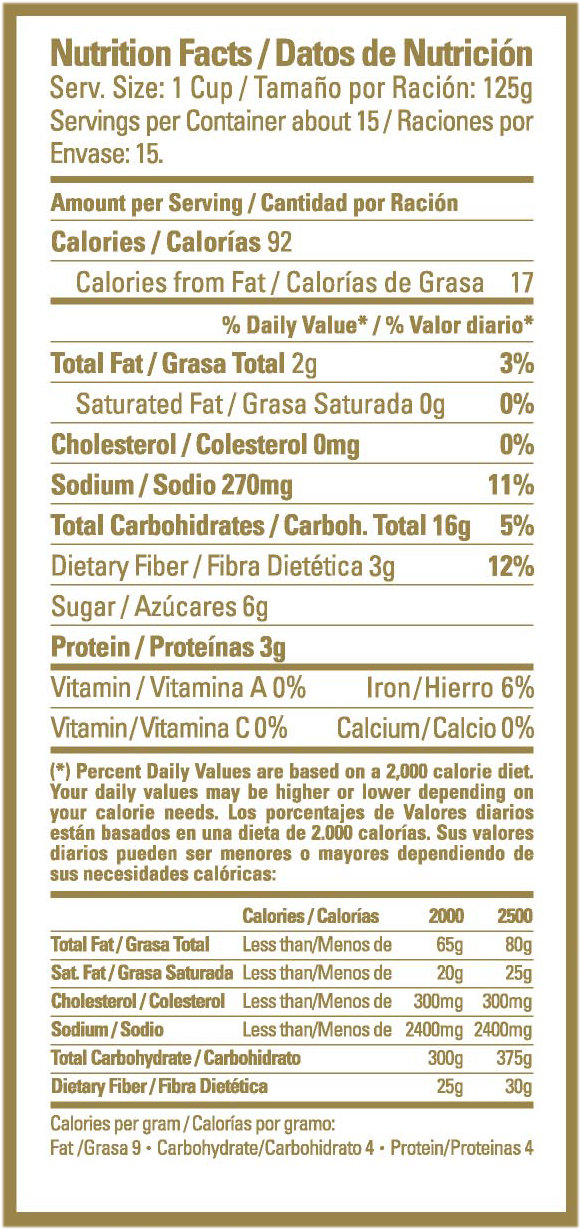 Nutrition Facts / Datos de Nutrición
Serv. Size: 1 Cup / Tamaño por Ración: 125g
Servings per Container about 15 / Raciones por
Envase: 15.
Amount per Serving / Cantidad por Ración
Calories / Calorías 92
Calories from Fat / Calorías de Grasa 17
% Daily Value* / % Valor diario*
Total Fat / Grasa Total 2g 3%
Saturated Fat / Grasa Saturada 0g 0%
Cholesterol / Colesterol 0mg 0%
Sodium / Sodio 270mg 11%
Total Carbohidrates / Carboh. Total 16g 5%
Dietary Fiber / Fibra Dietética 3g 12%
Sugar / Azúcares 6g
Protein / Proteínas 3g
Vitamin / Vitamina A 0% Iron/Hierro 6%
Vitamin/Vitamina C 0% Calcium/Calcio 0%
(*) Percent Daily Values are based on a 2,000 calorie diet.
Your daily values may be higher or lower depending on
your calorie needs. Los porcentajes de Valores diarios
están basados en una dieta de 2.000 calorías. Sus valores
diarios pueden ser menores o mayores dependiendo de
sus necesidades calóricas:
Calories / Calorías 2000 2500
Total Fat / Grasa Total Less than/Menos de 65g 80g
Sat. Fat / Grasa Saturada Less than/Menos de 20g 25g
Cholesterol / Colesterol Less than/Menos de 300mg 300mg
Sodium / Sodio Less than/Menos de 2400mg 2400mg
Total Carbohydrate / Carbohidrato 300g 375g
Dietary Fiber / Fibra Dietética 25g 30g
Calories per gram / Calorías por gramo:
Fat /Grasa 9 • Carbohydrate/Carbohidrato 4 • Protein/Proteinas 4